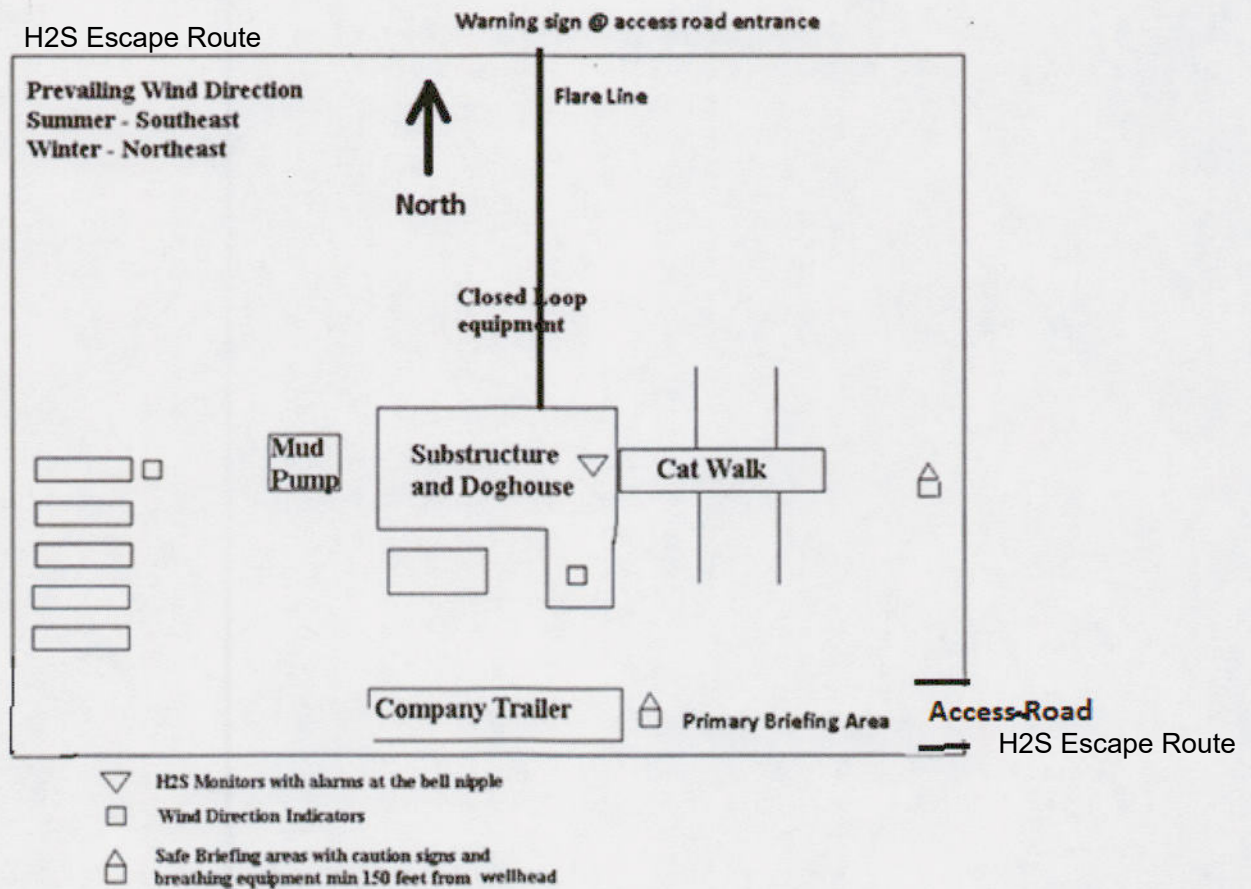 Warning sign @ access road entrance
H2S Escape Route
Prevailing Wind Direction
Summer - Southeast
Winter - Northeast
Flare Line
North
Closed Loop
equipment
Mud
Pump
Substructure
and Doghouse
Cat Walk
Company Trailer
Primary Briefing Area
Access Road
H2S Escape Route
H2S Monitors with alarms at the bell nipple
Wind Direction Indicators
Safe Briefing areas with caution signs and
breathing equipment min 150 feet from wellhead